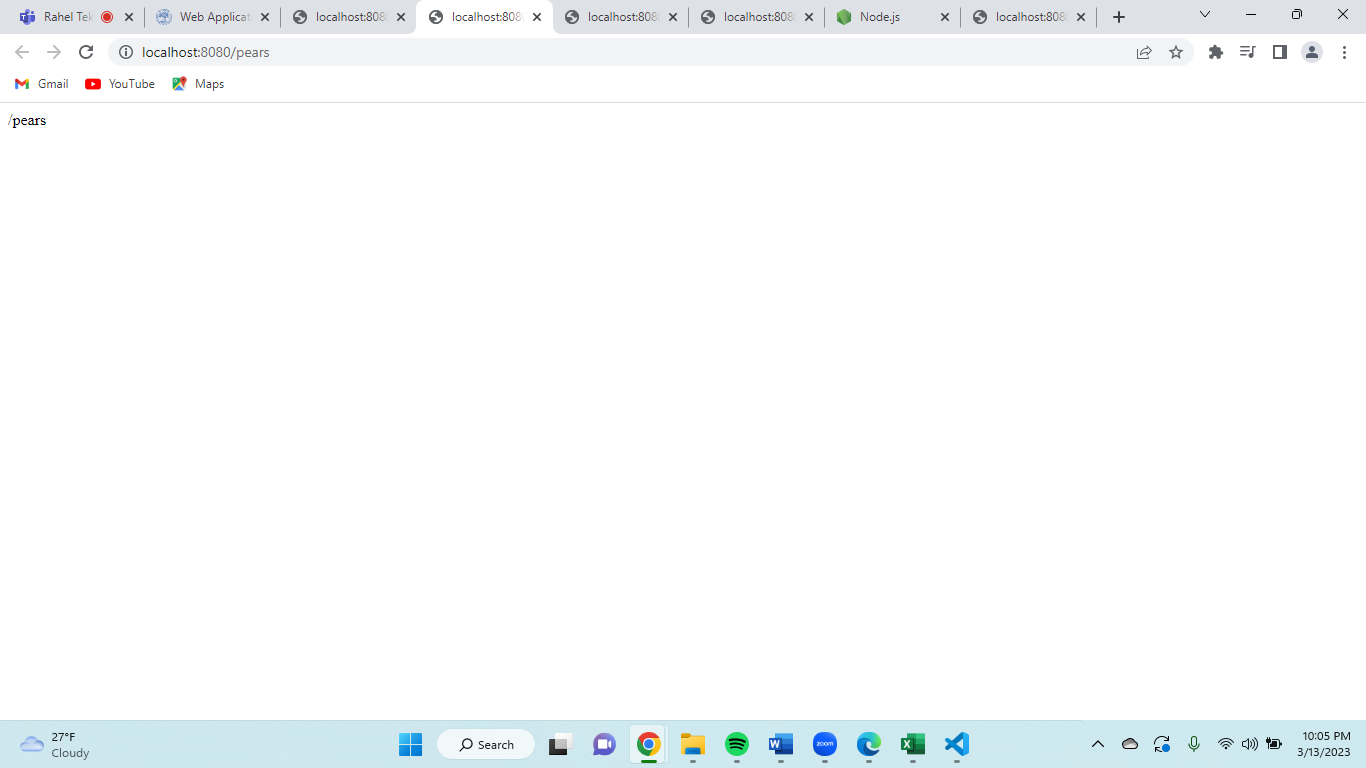 Rahel Tek
Web Applicat
localhost:808
localhost:808
localhost:808
localhost:808
Node.js
localhost:808
localhost:8080/pears
Gmail
YouTube
Maps
/pears
27°F
Cloudy
Search
zoom
10:05 PM
3/13/2023